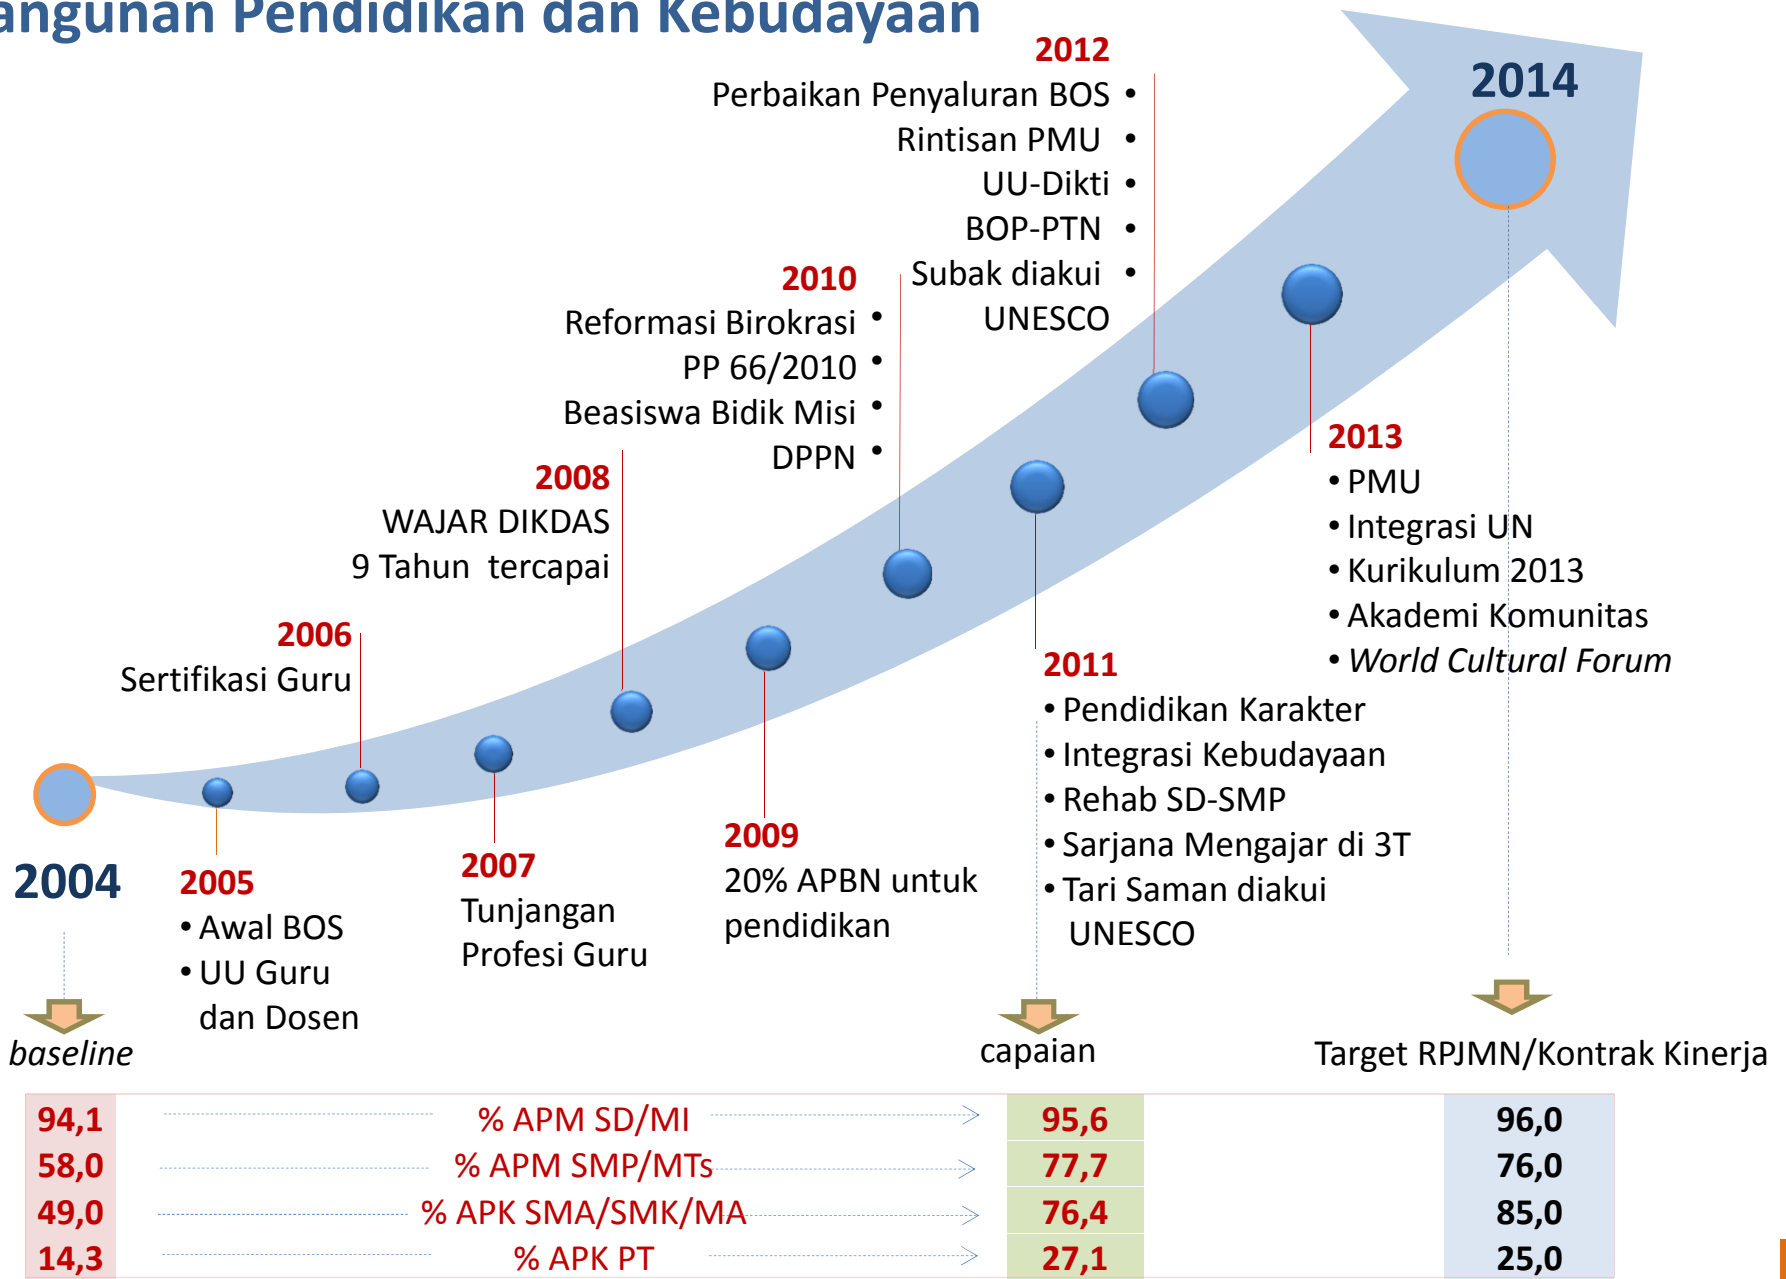 dan Kebudayaan
Pendidikan
2012
Perbaikan Penyaluran BOS •
Rintisan PMU •
UU-Dikti •
BOP-PTN •
Subak diakui •
UNESCO
2014
2010
Reformasi Birokrasi •
PP 66/2010 •
Beasiswa Bidik Misi •
DPPN •
2008
WAJAR DIKDAS
9 Tahun tercapai
2006
Sertifikasi Guru
2004
2005
• Awal BOS
• UU Guru
dan Dosen
2007
Tunjangan
Profesi Guru
2009
20% APBN untuk
pendidikan
2011
• Pendidikan Karakter
• Integrasi Kebudayaan
• Rehab SD-SMP
• Sarjana Mengajar di 3T
• Tari Saman diakui
UNESCO
2013
• PMU
• Integrasi UN
• Kurikulum 2013
• Akademi Komunitas
• World Cultural Forum
baseline capaian Target RPJMN/Kontrak Kinerja
94,1 % APM SD/MI 95,6 96,0
58,0 % APM SMP/MTs 77,7 76,0
49,0 % APK SMA/SMK/MA 76,4 85,0
14,3 % APK PT 27,1 25,0